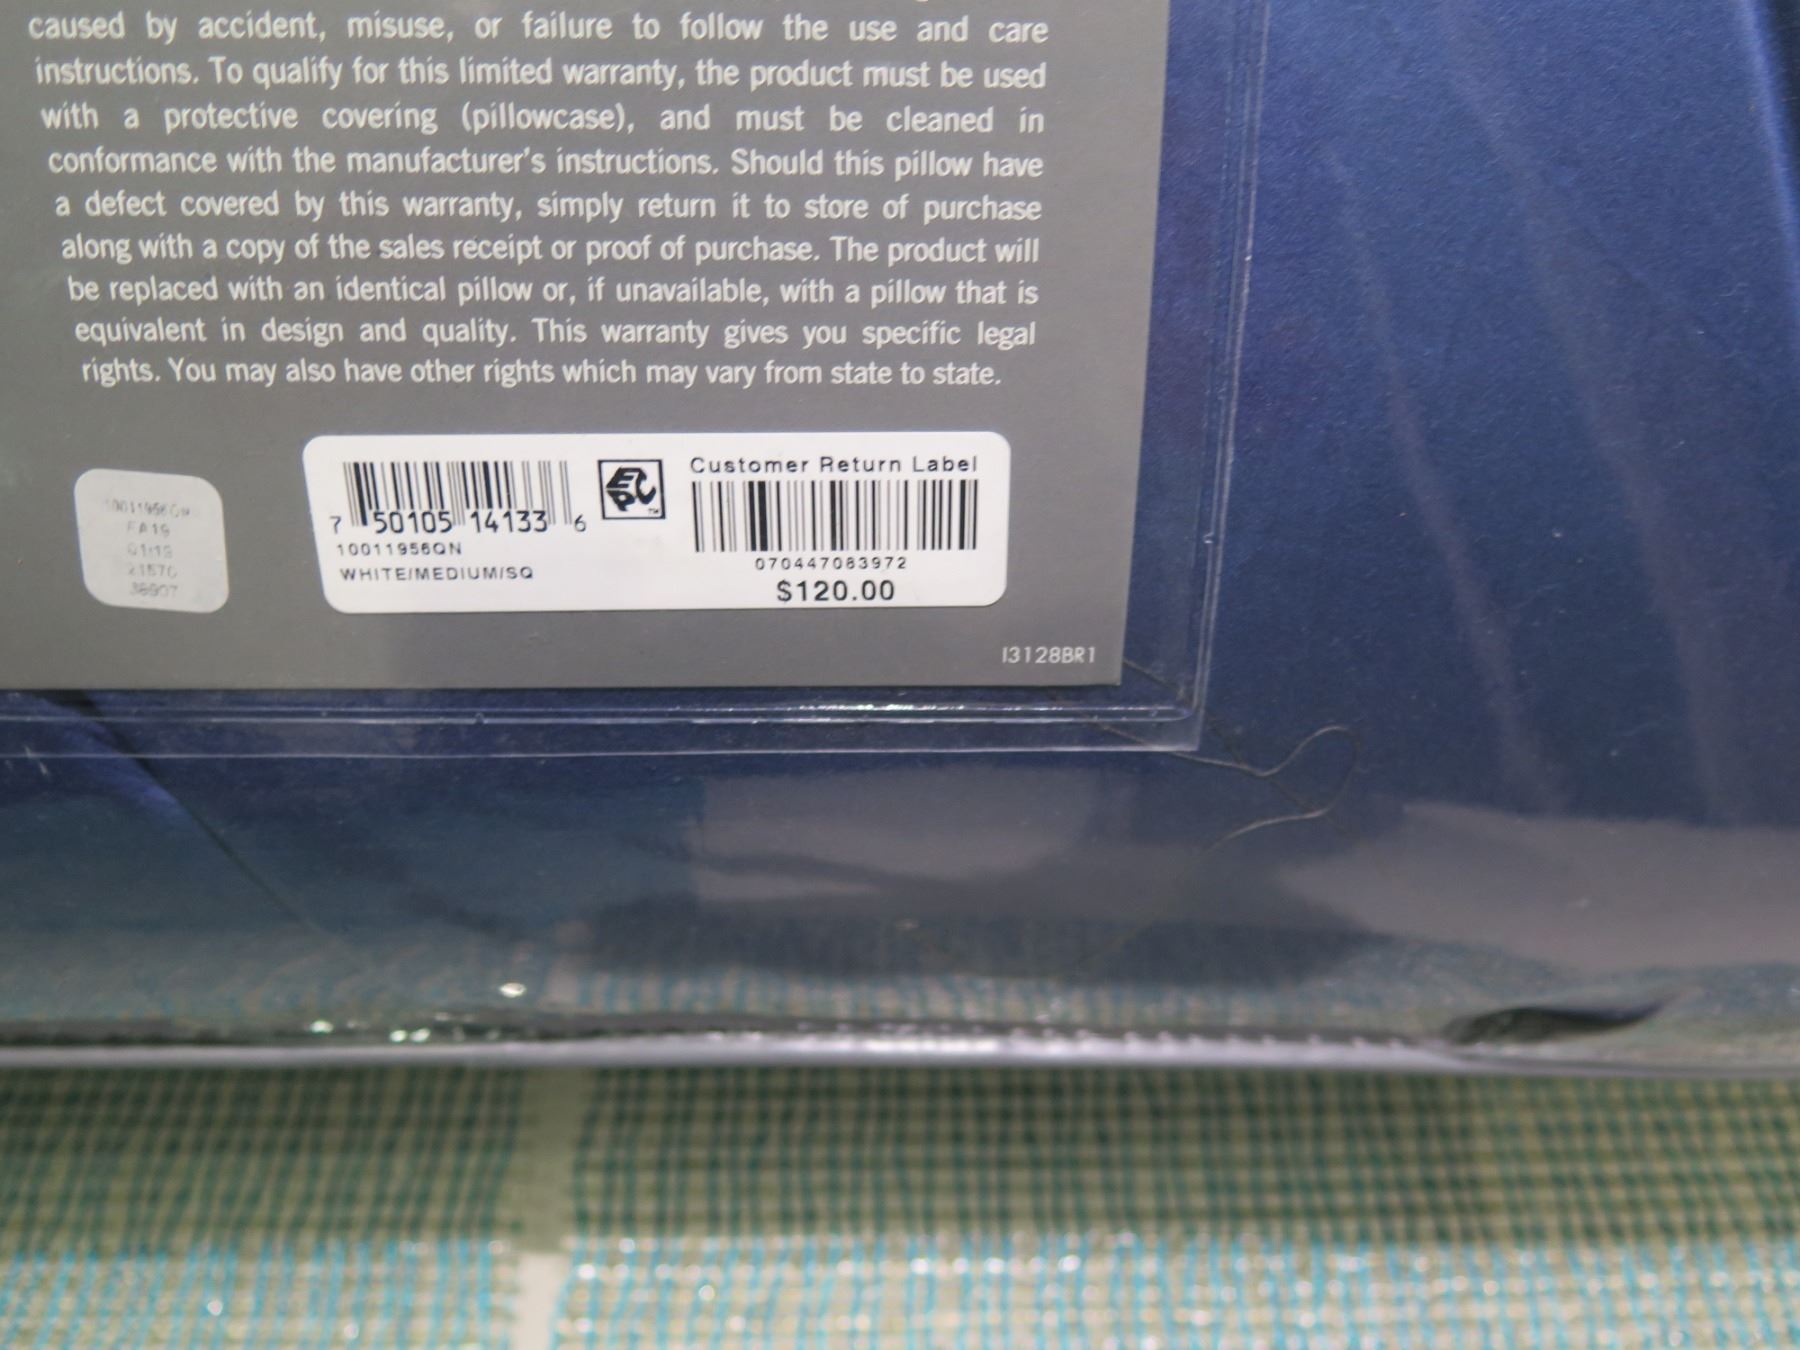 caused by accident, misuse, or failure to follow the use and care
instructions. To qualify for this limited warranty, the product must be used
with a protective covering (pillowcase), and must be cleaned in
conformance with the manufacturer's instructions. Should this pillow have
a defect covered by this warranty, simply return it to store of purchase
along with a copy of the sales receipt or proof of purchase. The product will
be replaced with an identical pillow or, if unavailable, with a pillow that is
equivalent in design and quality. This warranty gives you specific legal
rights. You may also have other rights which may vary from state to state.
10011956QN
FA19
7 50105 14133 6
10011956QN
WHITE/MEDIUM/SQ
EPC
TM
Customer Return Label
070447083972
$120.00
I3128BR1